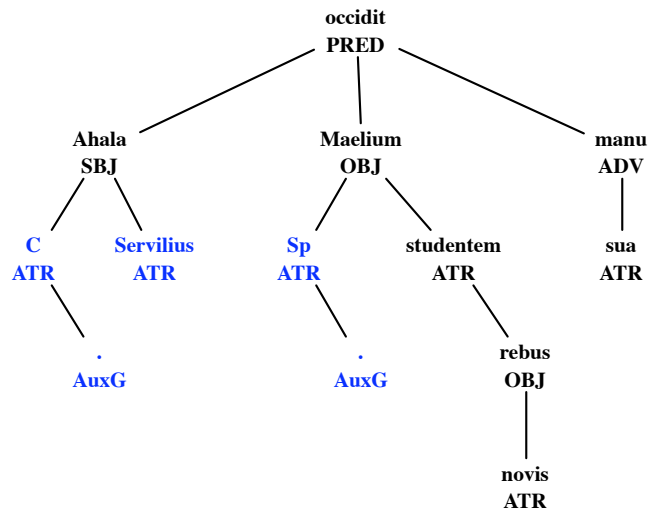 occidit
PRED
Ahala Maelium manu
SBJ OBJ ADV
C Servilius Sp studentem sua
ATR ATR ATR ATR ATR
. . rebus
AuxG AuxG OBJ
novis
ATR